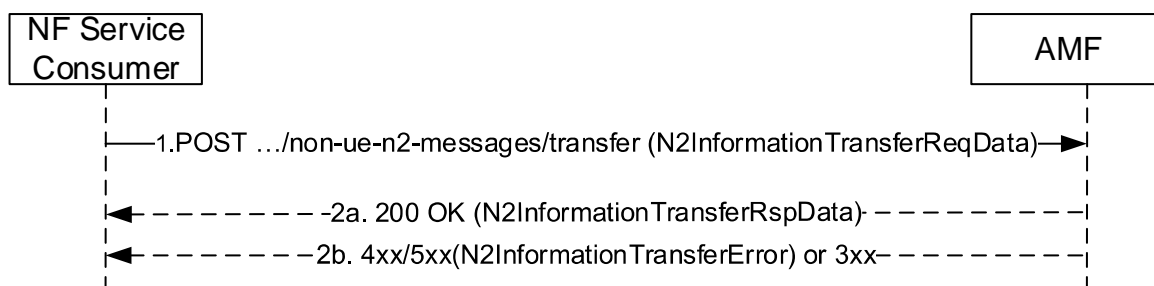 NF Service
Consumer
AMF
1.POST …/non-ue-n2-messages/transfer (N2InformationTransferReqData)
2a. 200 OK (N2InformationTransferRspData)
2b. 4xx/5xx(N2InformationTransferError) or 3xx